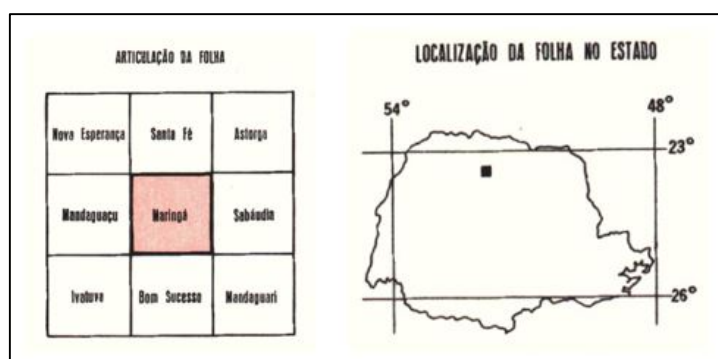 ARTICULAÇÃO DA FOLHA
Nova Esperança Santa Fé Astorga
Mandaguaçu Maringá Sabáudia
Ivatuva Bom Sucesso Mandaguari
LOCALIZAÇÃO DA FOLHA NO ESTADO
54° 48°
23°
26°